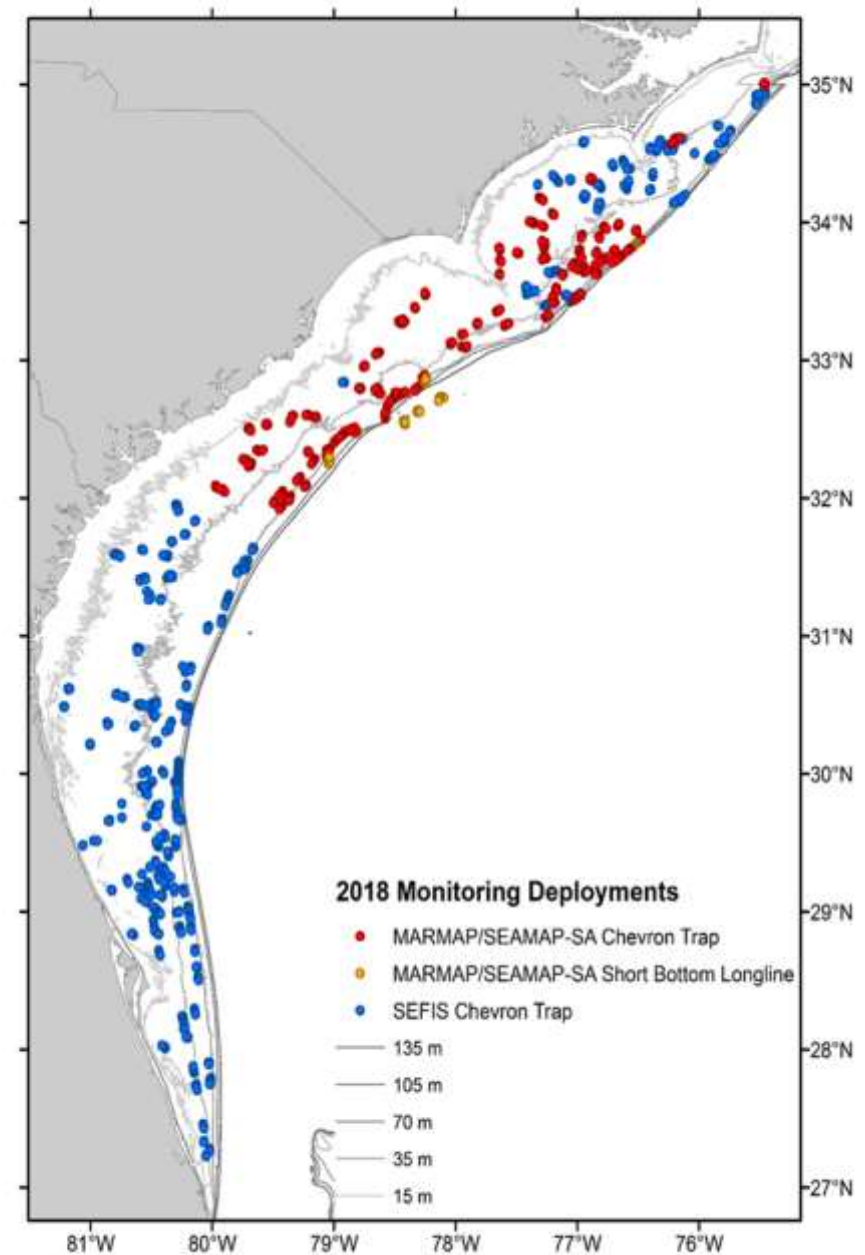 35°N
34°N
33°N
32°N
31°N
30°N
29°N
28°N
27°N
2018 Monitoring Deployments
MARMAP/SEAMAP-SA Chevron Trap
MARMAP/SEAMAP-SA Short Bottom Longline
SEFIS Chevron Trap
135 m
105 m
70 m
35 m
15 m
81°W 80°W 79°W 78°W 77°W 76°W